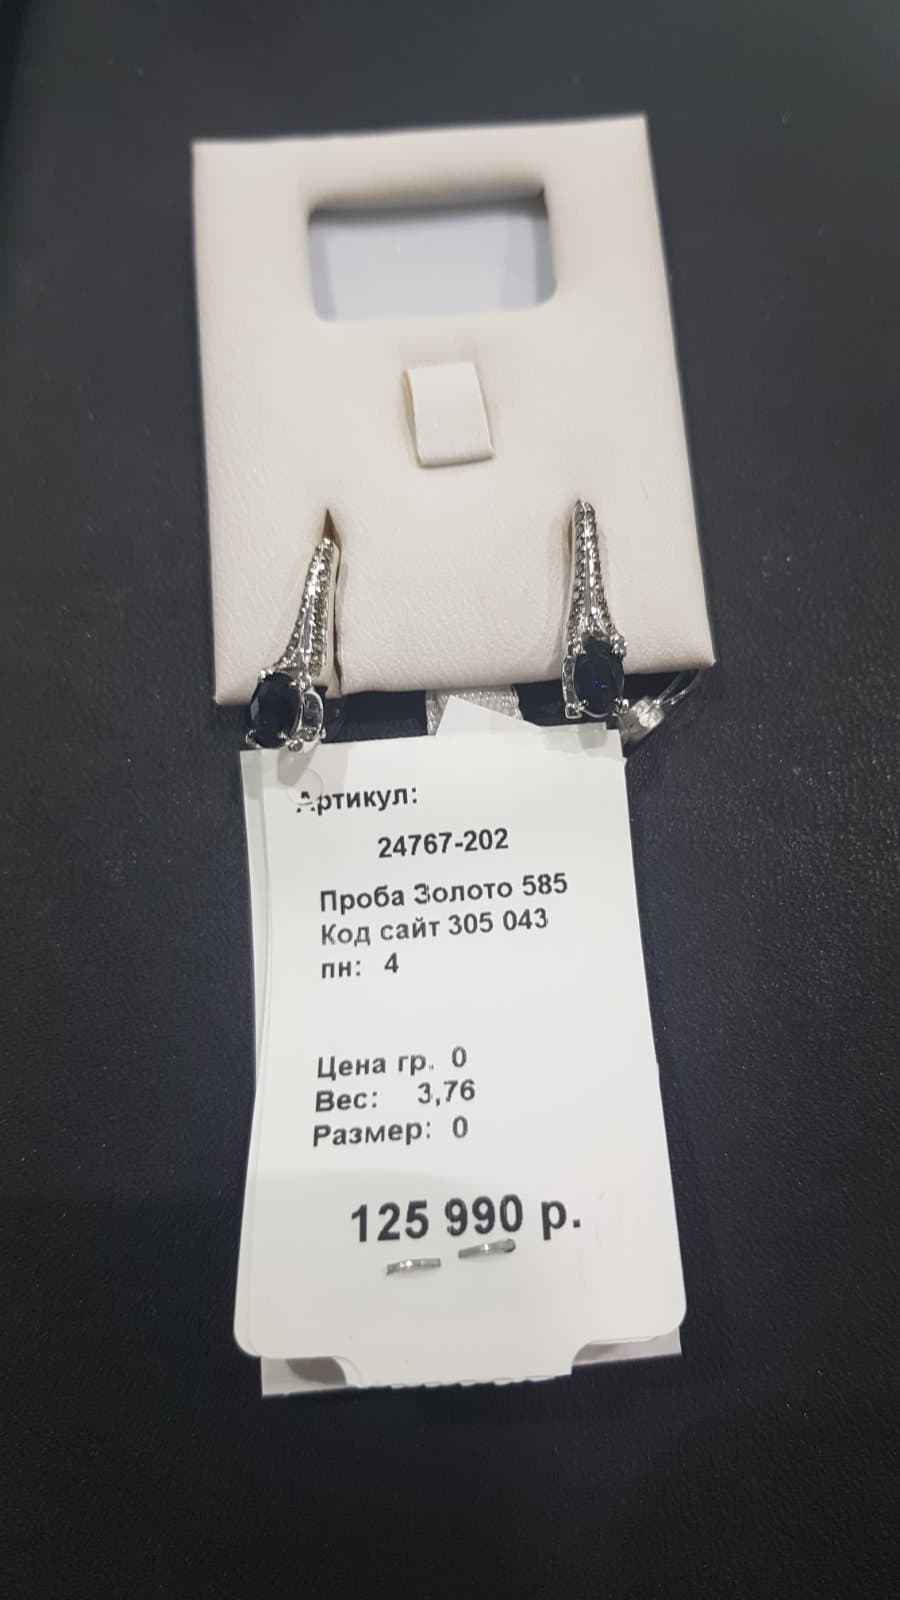 Артикул:
24767-202
Проба Золото 585
Код сайт 305 043
пн: 4
Цена гр. 0
Вес: 3,76
Размер: 0
125 990 р.